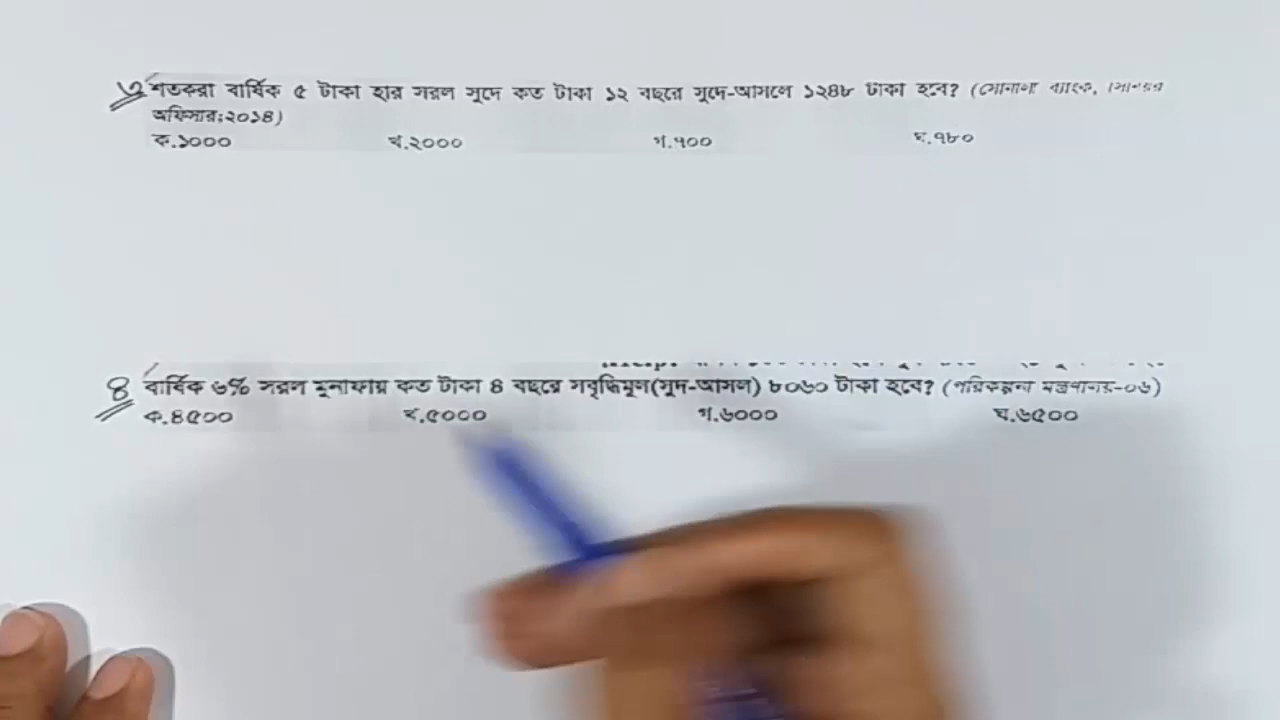 ৩ শতকরা বার্ষিক ৫ টাকা হার সরল সুদে কত টাকা ১২ বছরে সুদে-আসলে ১২৪৮ টাকা হবে? (সোনালী ব্যাংক,
অফিসার:২০১৪)
ক.১০০০ খ.২০০০ গ.৭০০ ঘ.৭৮০
৪ বার্ষিক ৬% সরল মুনাফায় কত টাকা ৪ বছরে সবৃদ্ধিমূল(সুদ-আসল) ৮০৬০ টাকা হবে? (পরিকল্পনা মন্ত্রণালয়-০৬)
ক.৪৫০০ খ.৫০০০ গ.৬০০০ ঘ.৬৫০০